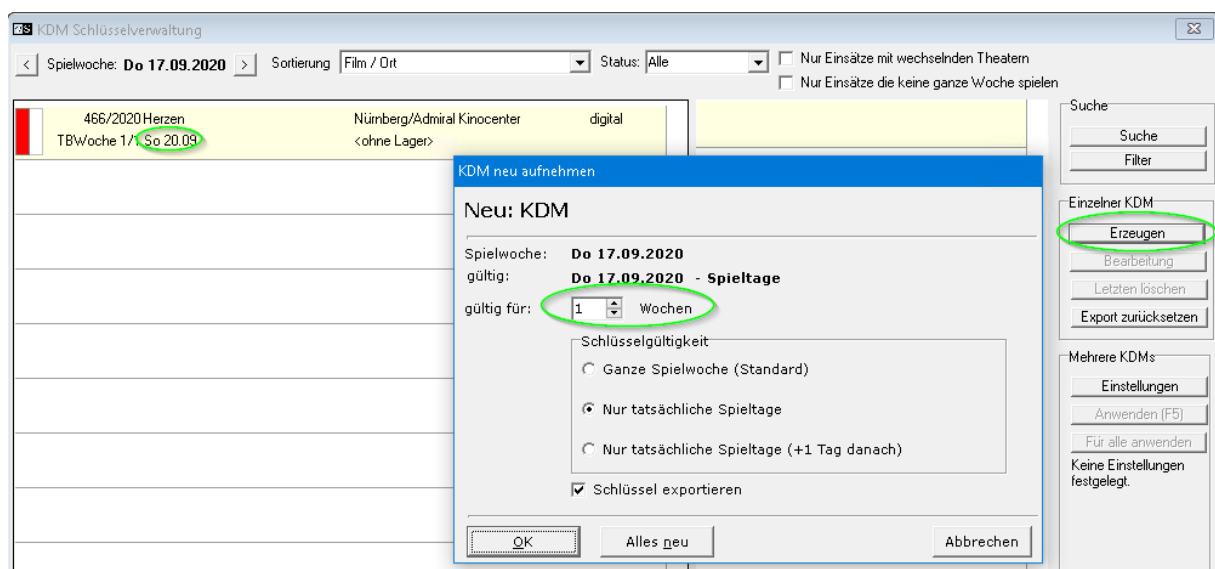 KDM Schlüsselverwaltung
< Spielwoche: Do 17.09.2020 > Sortierung Film / Ort Status: Alle Nur Einsätze mit wechselnden Theatern
Nur Einsätze die keine ganze Woche spielen
466/2020 Herzen Nürnberg/Admiral Kinocenter digital
TBWoche 1/1 So 20.09 <ohne Lager>
Suche
Suche
Filter
Einzelner KDM
Erzeugen
Bearbeitung
Letzten löschen
Export zurücksetzen
Mehrere KDMs
Einstellungen
Anwenden (F5)
Für alle anwenden
Keine Einstellungen
festgelegt.
KDM neu aufnehmen
Neu: KDM
Spielwoche: Do 17.09.2020
gültig: Do 17.09.2020 - Spieltage
gültig für: 1 Wochen
Schlüsselgültigkeit
Ganze Spielwoche (Standard)
Nur tatsächliche Spieltage
Nur tatsächliche Spieltage (+1 Tag danach)
Schlüssel exportieren
OK Alles neu Abbrechen